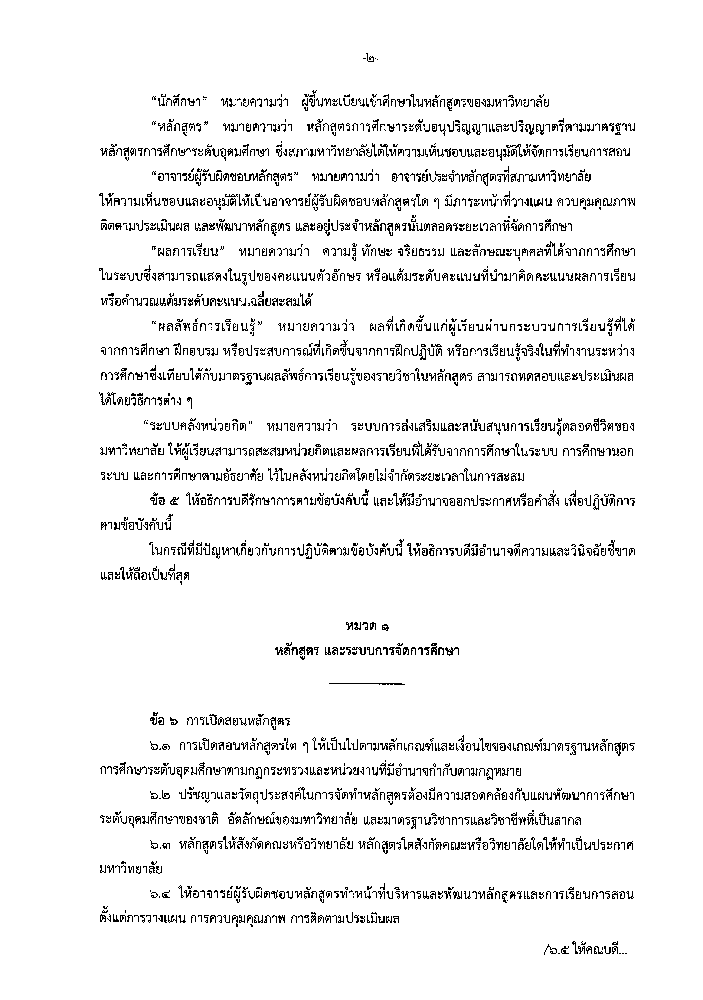 -๒-
“นักศึกษา” หมายความว่า ผู้ขึ้นทะเบียนเข้าศึกษาในหลักสูตรของมหาวิทยาลัย
“หลักสูตร” หมายความว่า หลักสูตรการศึกษาระดับอนุปริญญาและปริญญาตรีตามมาตรฐาน
หลักสูตรการศึกษาระดับอุดมศึกษา ซึ่งสภามหาวิทยาลัยได้ให้ความเห็นชอบและอนุมัติให้จัดการเรียนการสอน
“อาจารย์ผู้รับผิดชอบหลักสูตร” หมายความว่า อาจารย์ประจำหลักสูตรที่สภามหาวิทยาลัย
ให้ความเห็นชอบและอนุมัติให้เป็นอาจารย์ผู้รับผิดชอบหลักสูตรใด ๆ มีภาระหน้าที่วางแผน ควบคุมคุณภาพ
ติดตามประเมินผล และพัฒนาหลักสูตร และอยู่ประจำหลักสูตรนั้นตลอดระยะเวลาที่จัดการศึกษา
“ผลการเรียน” หมายความว่า ความรู้ ทักษะ จริยธรรม และลักษณะบุคคลที่ได้จากการศึกษา
ในระบบซึ่งสามารถแสดงในรูปของคะแนนตัวอักษร หรือแต้มระดับคะแนนที่นำมาคิดคะแนนผลการเรียน
หรือคำนวณแต้มระดับคะแนนเฉลี่ยสะสมได้
“ผลลัพธ์การเรียนรู้” หมายความว่า ผลที่เกิดขึ้นแก่ผู้เรียนผ่านกระบวนการเรียนรู้ที่ได้
จากการศึกษา ฝึกอบรม หรือประสบการณ์ที่เกิดขึ้นจากการฝึกปฏิบัติ หรือการเรียนรู้จริงในที่ทำงานระหว่าง
การศึกษาซึ่งเทียบได้กับมาตรฐานผลลัพธ์การเรียนรู้ของรายวิชาในหลักสูตร สามารถทดสอบและประเมินผล
ได้โดยวิธีการต่าง ๆ
“ระบบคลังหน่วยกิต” หมายความว่า ระบบการส่งเสริมและสนับสนุนการเรียนรู้ตลอดชีวิตของ
มหาวิทยาลัย ให้ผู้เรียนสามารถสะสมหน่วยกิตและผลการเรียนที่ได้รับจากการศึกษาในระบบ การศึกษานอก
ระบบ และการศึกษาตามอัธยาศัย ไว้ในคลังหน่วยกิตโดยไม่จำกัดระยะเวลาในการสะสม
ข้อ ๕ ให้อธิการบดีรักษาการตามข้อบังคับนี้ และให้มีอำนาจออกประกาศหรือคำสั่ง เพื่อปฏิบัติการ
ตามข้อบังคับนี้
ในกรณีที่มีปัญหาเกี่ยวกับการปฏิบัติตามข้อบังคับนี้ ให้อธิการบดีมีอำนาจตีความและวินิจฉัยชี้ขาด
และให้ถือเป็นที่สุด
หมวด ๑
หลักสูตร และระบบการจัดการศึกษา
ข้อ ๖ การเปิดสอนหลักสูตร
๖.๑ การเปิดสอนหลักสูตรใด ๆ ให้เป็นไปตามหลักเกณฑ์และเงื่อนไขของเกณฑ์มาตรฐานหลักสูตร
การศึกษาระดับอุดมศึกษาตามกฎกระทรวงและหน่วยงานที่มีอำนาจกำกับตามกฎหมาย
๖.๒ ปรัชญาและวัตถุประสงค์ในการจัดทำหลักสูตรต้องมีความสอดคล้องกับแผนพัฒนาการศึกษา
ระดับอุดมศึกษาของชาติ อัตลักษณ์ของมหาวิทยาลัย และมาตรฐานวิชาการและวิชาชีพที่เป็นสากล
๖.๓ หลักสูตรให้สังกัดคณะหรือวิทยาลัย หลักสูตรใดสังกัดคณะหรือวิทยาลัยใดให้ทำเป็นประกาศ
มหาวิทยาลัย
๖.๔ ให้อาจารย์ผู้รับผิดชอบหลักสูตรทำหน้าที่บริหารและพัฒนาหลักสูตรและการเรียนการสอน
ตั้งแต่การวางแผน การควบคุมคุณภาพ การติดตามประเมินผล
/๖.๕ ให้คณบดี...